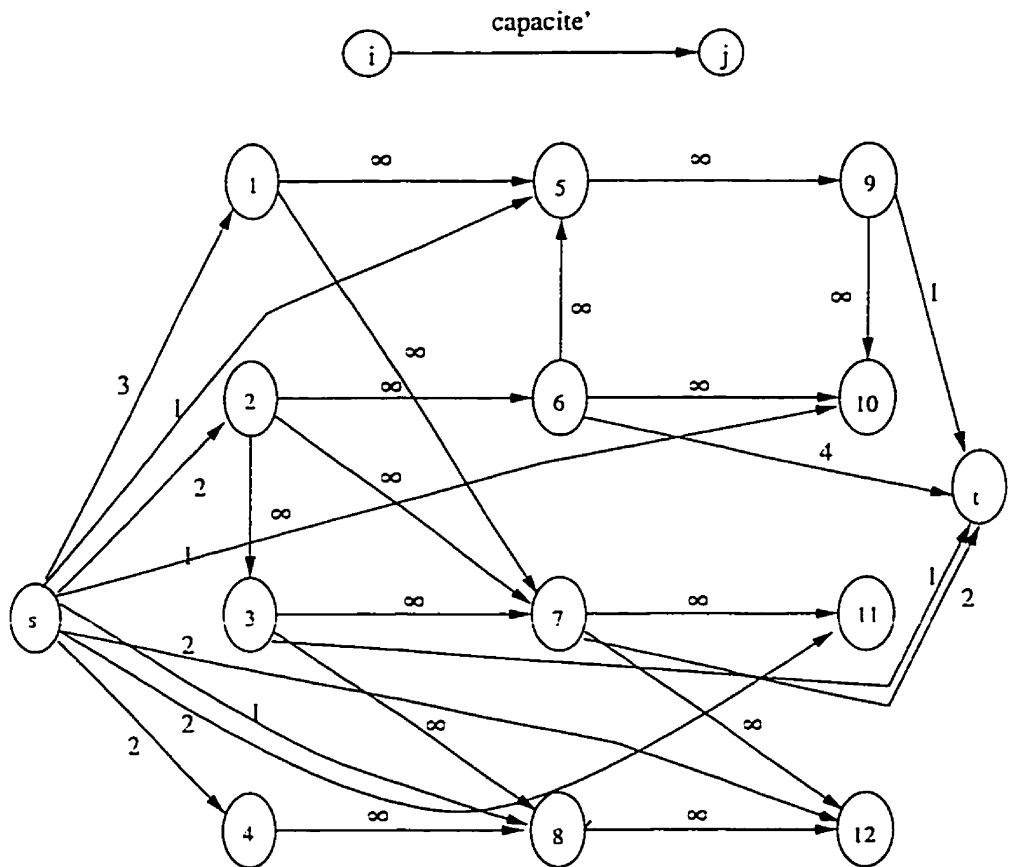 capacite'
i j
∞ ∞
1 5 9
∞ ∞ 1
3 ∞
1 2 ∞ 6 ∞ 10
2 ∞ 4 t
∞
1 1 2
s 3 ∞ 7 ∞ 11
2
1 ∞ ∞
2 2
4 ∞ 8 ∞ 12